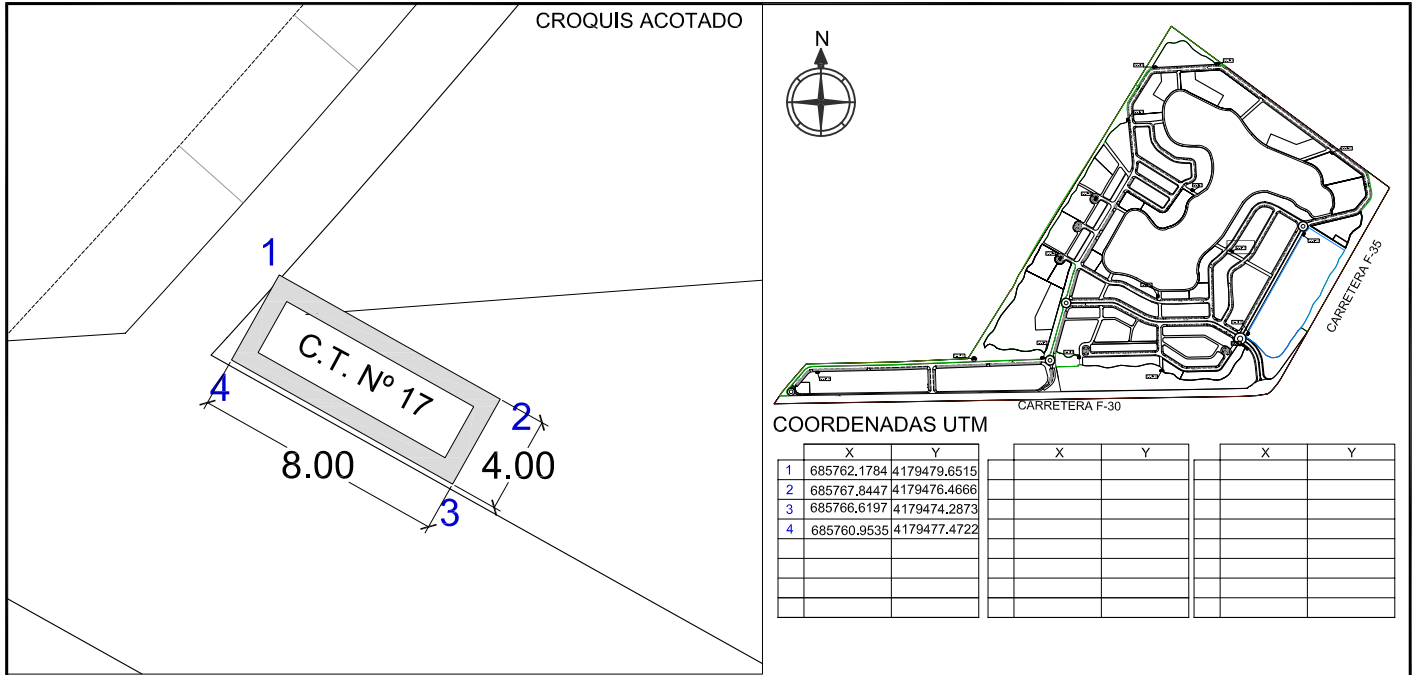 CROQUIS ACOTADO
1
C.T. Nº 17
4
2
8.00
4.00
3
N
CARRETERA F-35
CARRETERA F-30
COORDENADAS UTM
X Y
1 685762.1784 4179479.6515
2 685767.8447 4179476.4666
3 685766.6197 4179474.2873
4 685760.9535 4179477.4722
X Y
X Y